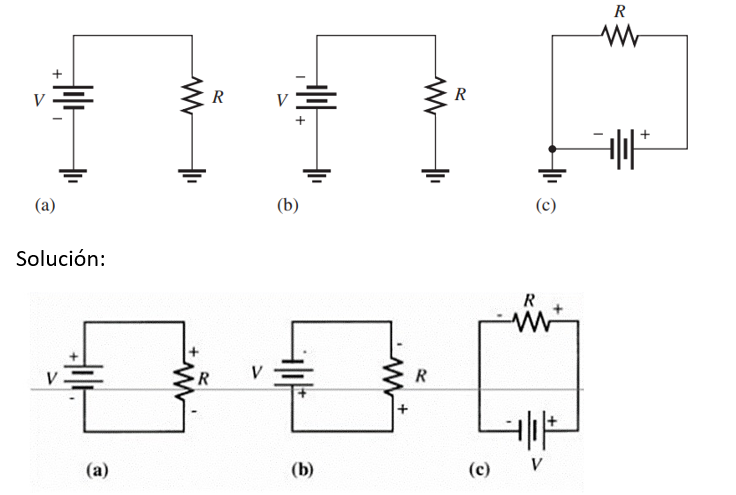 R
+ - +
V R V R - +
- +
(a) (b) (c)
Solución:
R
- +
+ + - -
V R V R - +
- - + +
V
(a) (b) (c)